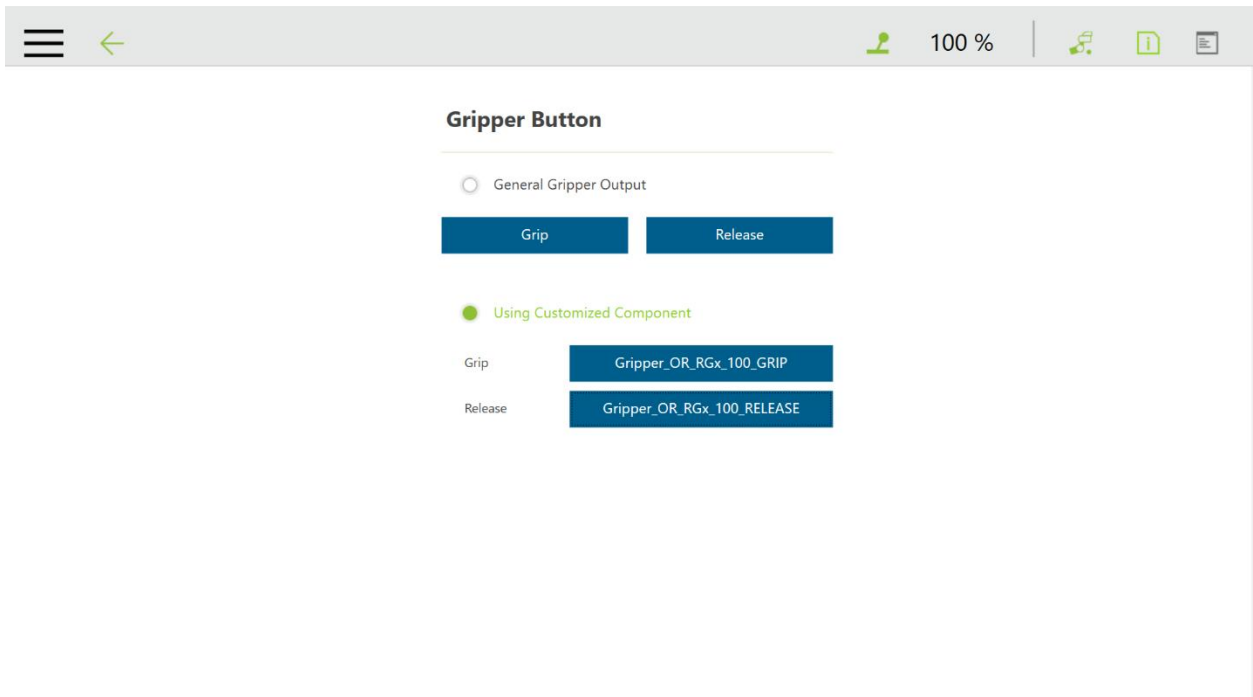 100 %
Gripper Button
General Gripper Output
Grip Release
Using Customized Component
Grip Gripper_OR_RGx_100_GRIP
Release Gripper_OR_RGx_100_RELEASE